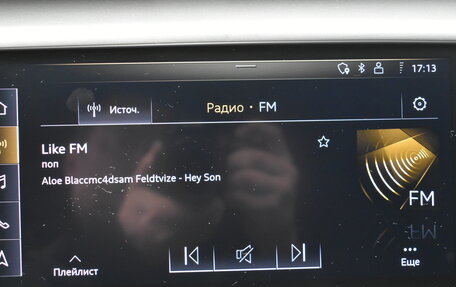 17:13
Источ.
Радио · FM
Like FM
поп
Aloe Blaccmc4dsam Feldtvize - Hey Son
FM
Плейлист
Еще